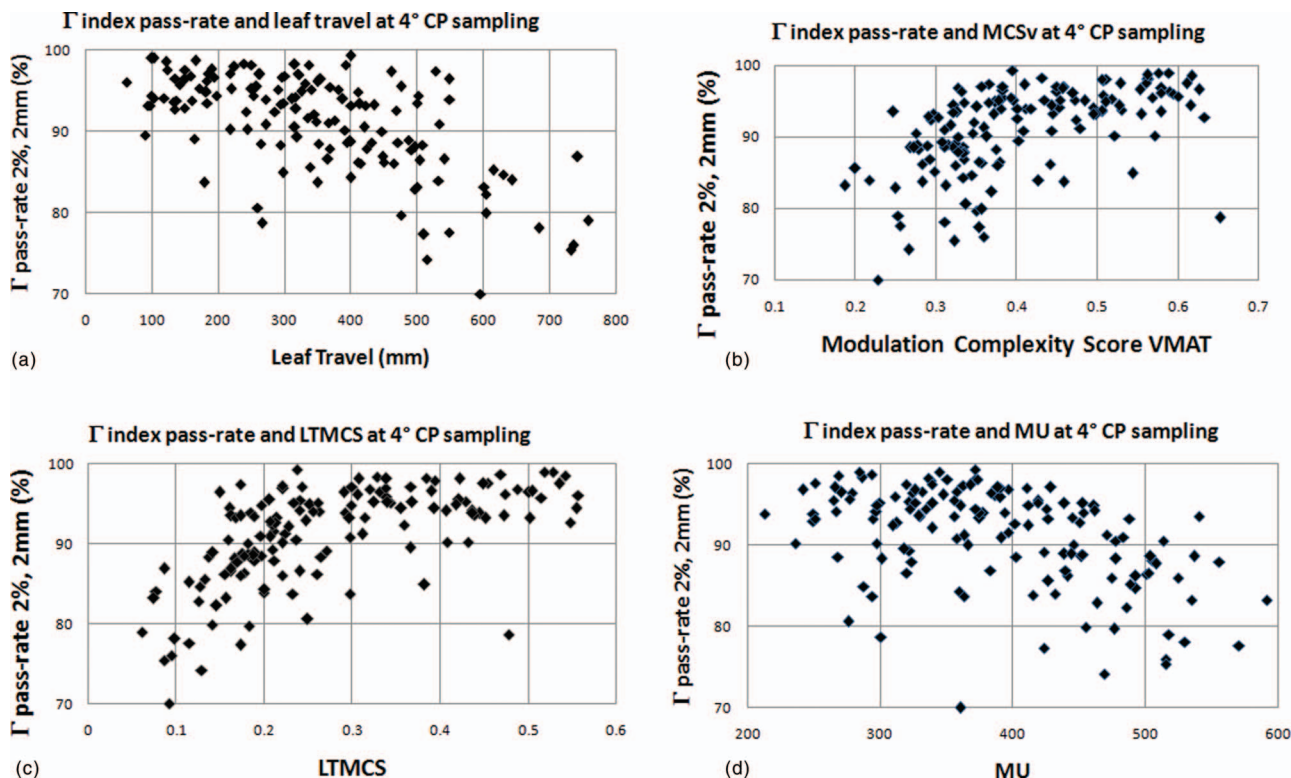 Γ index pass-rate and leaf travel at 4° CP sampling
Γ pass-rate 2%, 2mm (%)
100
90
80
70
0 100 200 300 400 500 600 700 800
(a)
Leaf Travel (mm)
Γ index pass-rate and MCSv at 4° CP sampling
Γ pass-rate 2%, 2mm (%)
100
90
80
70
0.1 0.2 0.3 0.4 0.5 0.6 0.7
(b)
Modulation Complexity Score VMAT
Γ index pass-rate and LTMCS at 4° CP sampling
Γ pass-rate 2%, 2mm (%)
100
90
80
70
0 0.1 0.2 0.3 0.4 0.5 0.6
(c)
LTMCS
Γ index pass-rate and MU at 4° CP sampling
Γ pass-rate 2%, 2mm (%)
100
90
80
70
200 300 400 500 600
(d)
MU